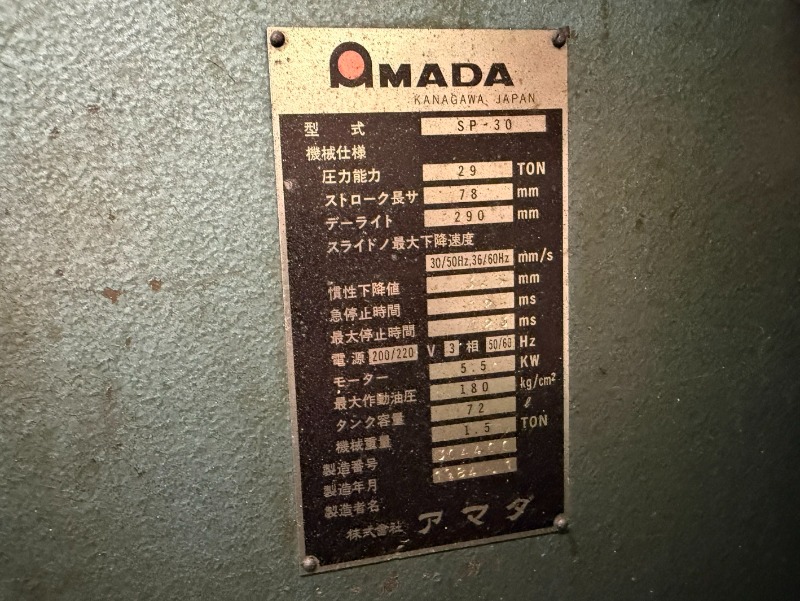 AMADA
KANAGAWA, JAPAN
型 式 SP-30
機械仕様
圧力能力 29 TON
ストローク長サ 78 mm
デーライト 290 mm
スライドノ最大下降速度
30/50Hz,36/60Hz mm/s
慣性下降値 mm
急停止時間 ms
最大停止時間 ms
電源 200/220 V 3 相 50/60 Hz
モーター 5.5 KW
最大作動油圧 180 kg/cm²
タンク容量 72 ℓ
機械重量 1.5 TON
製造番号
製造年月
製造者名
株式會社 アマダ